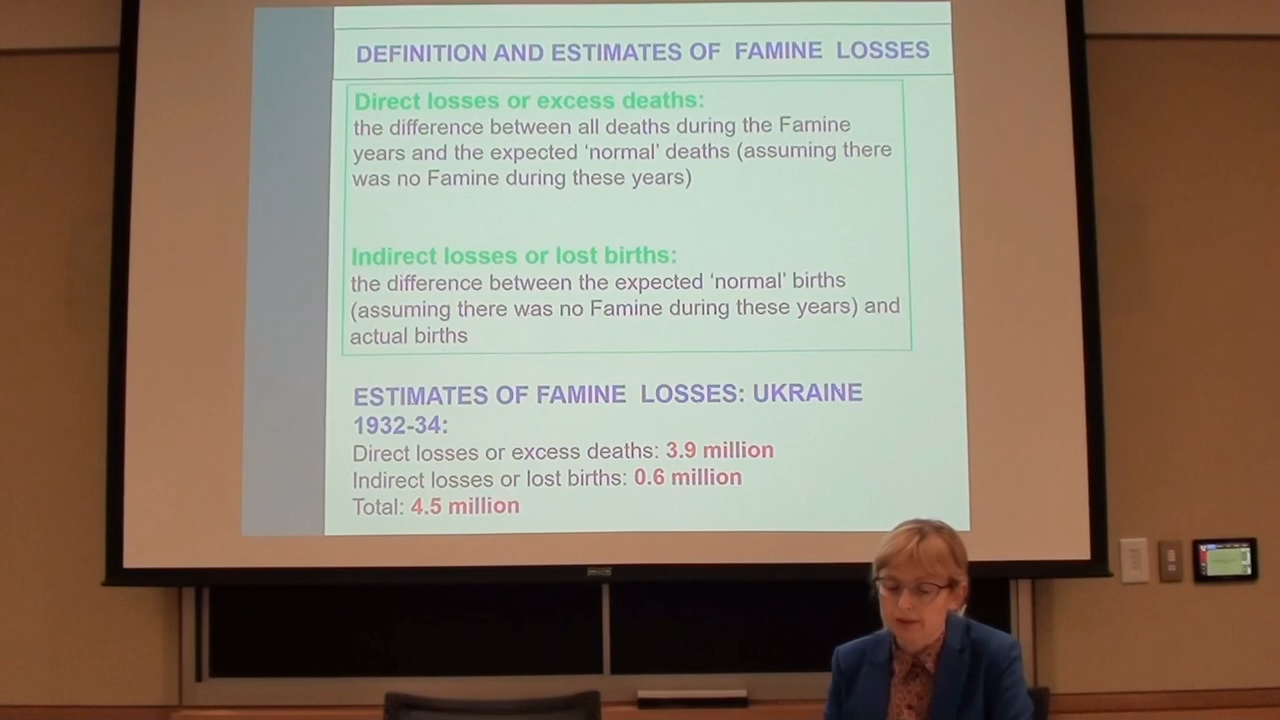 DEFINITION AND ESTIMATES OF FAMINE LOSSES
Direct losses or excess deaths:
the difference between all deaths during the Famine
years and the expected ‘normal’ deaths (assuming there
was no Famine during these years)
Indirect losses or lost births:
the difference between the expected ‘normal’ births
(assuming there was no Famine during these years) and
actual births
ESTIMATES OF FAMINE LOSSES: UKRAINE
1932-34:
Direct losses or excess deaths: 3.9 million
Indirect losses or lost births: 0.6 million
Total: 4.5 million